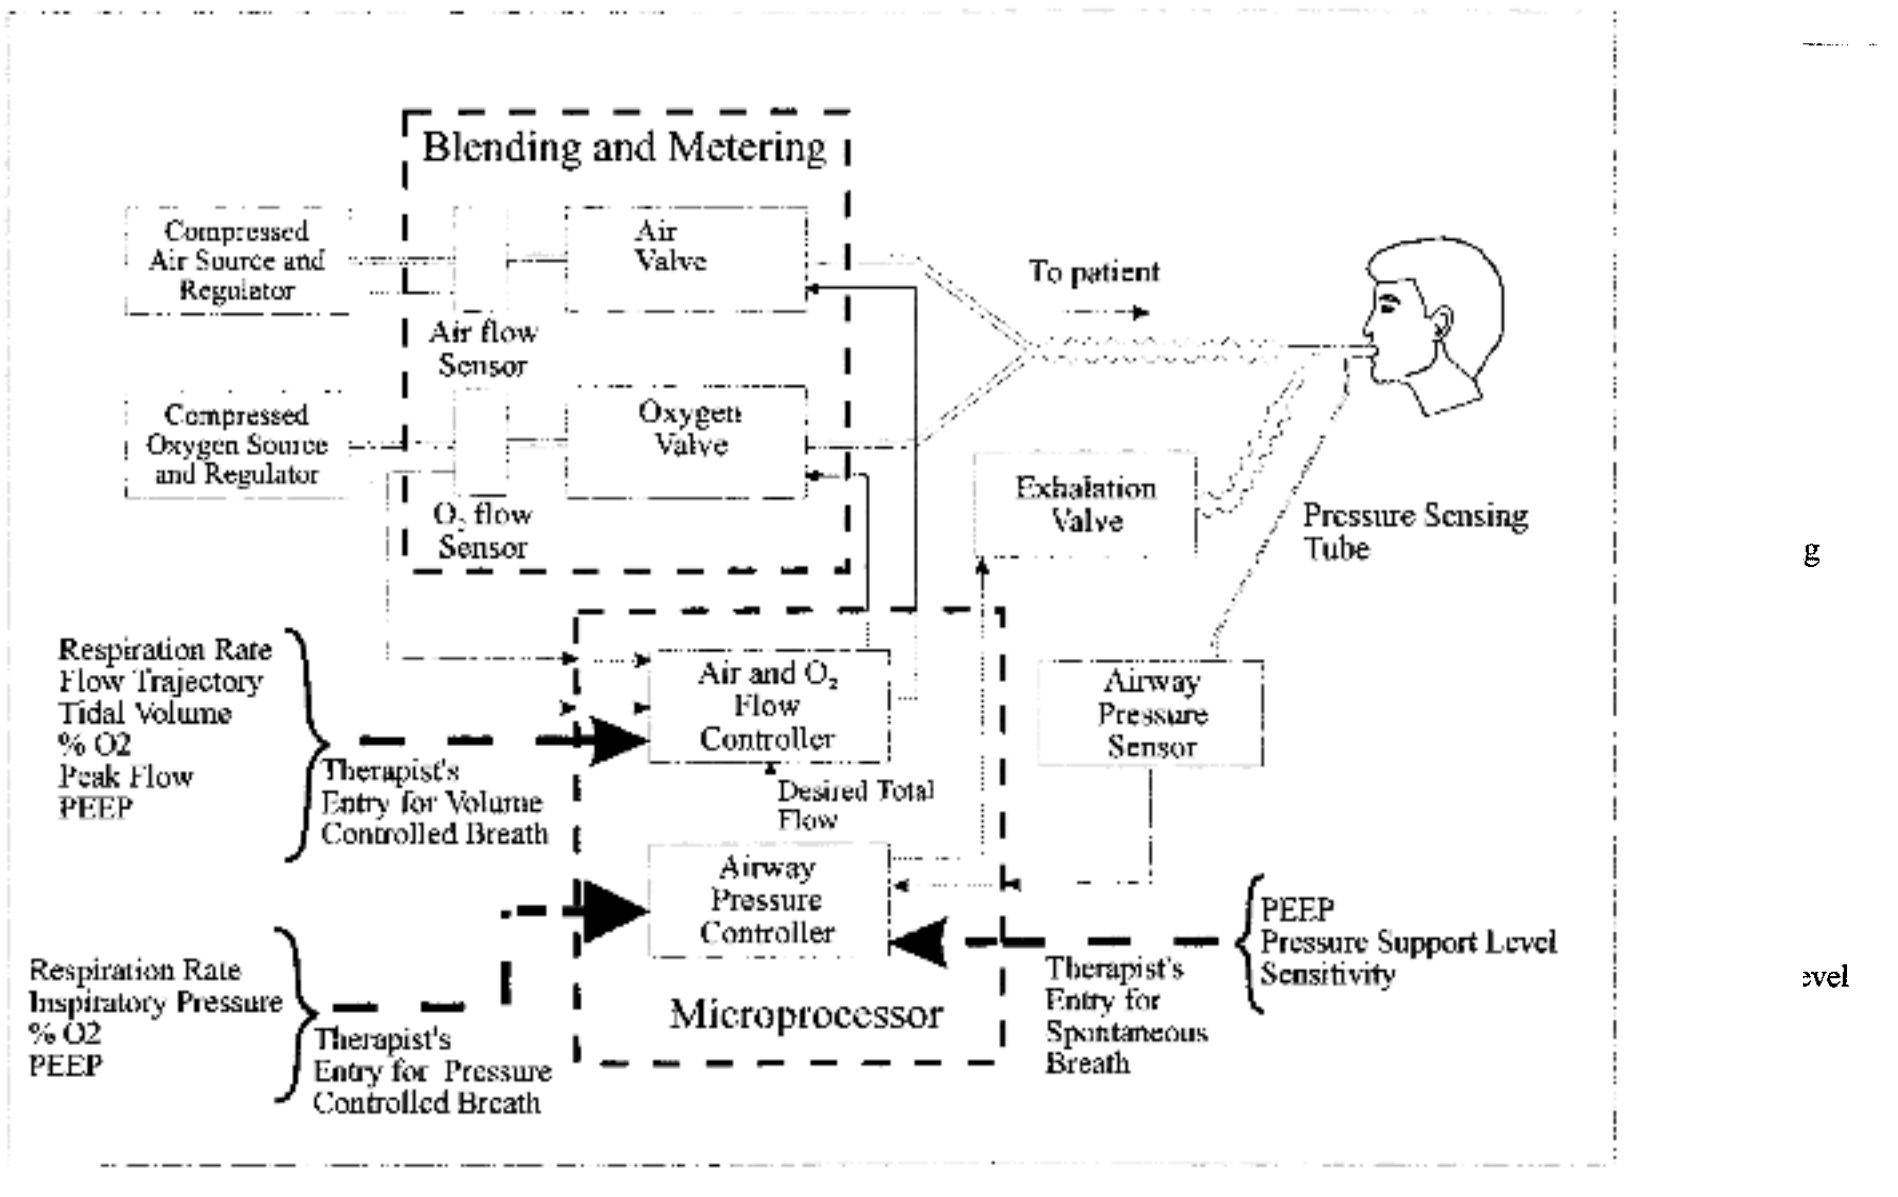 Blending and Metering
Compressed
Air Source and
Regulator
Air
Valve
Air flow
Sensor
To patient
Compressed
Oxygen Source
and Regulator
Oxygen
Valve
O₂ flow
Sensor
Exhalation
Valve
Pressure Sensing
Tube
g
Respiration Rate
Flow Trajectory
Tidal Volume
% O2
Peak Flow
PEEP
Therapist's
Entry for Volume
Controlled Breath
Air and O₂
Flow
Controller
Desired Total
Flow
Airway
Pressure
Sensor
Airway
Pressure
Controller
Microprocessor
Respiration Rate
Inspiratory Pressure
% O2
PEEP
Therapist's
Entry for Pressure
Controlled Breath
PEEP
Pressure Support Level
Sensitivity
Therapist's
Entry for
Spontaneous
Breath
evel